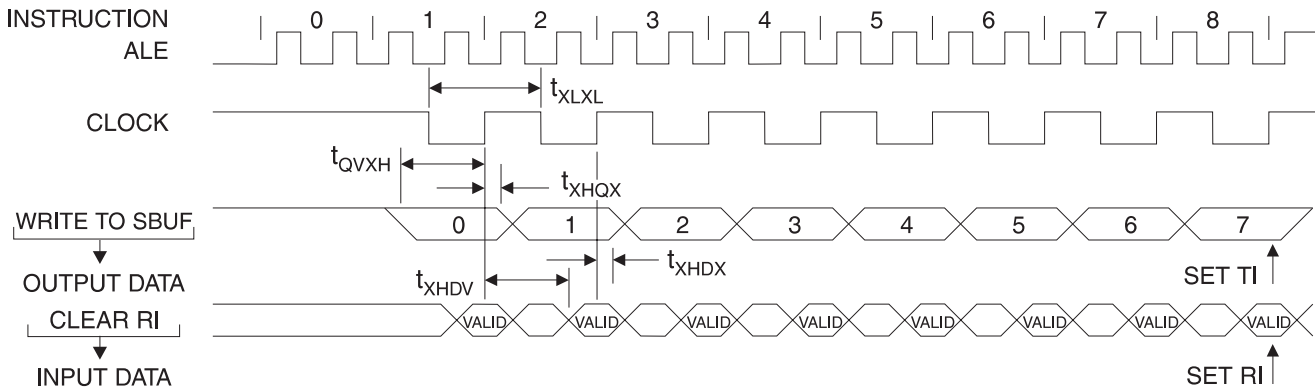 INSTRUCTION 0 1 2 3 4 5 6 7 8
ALE
tXLXL
CLOCK
tQVXH
tXHQX
WRITE TO SBUF 0 1 2 3 4 5 6 7
tXHDX
tXHDV
OUTPUT DATA
SET TI
CLEAR RI VALID VALID VALID VALID VALID VALID VALID VALID
INPUT DATA
SET RI